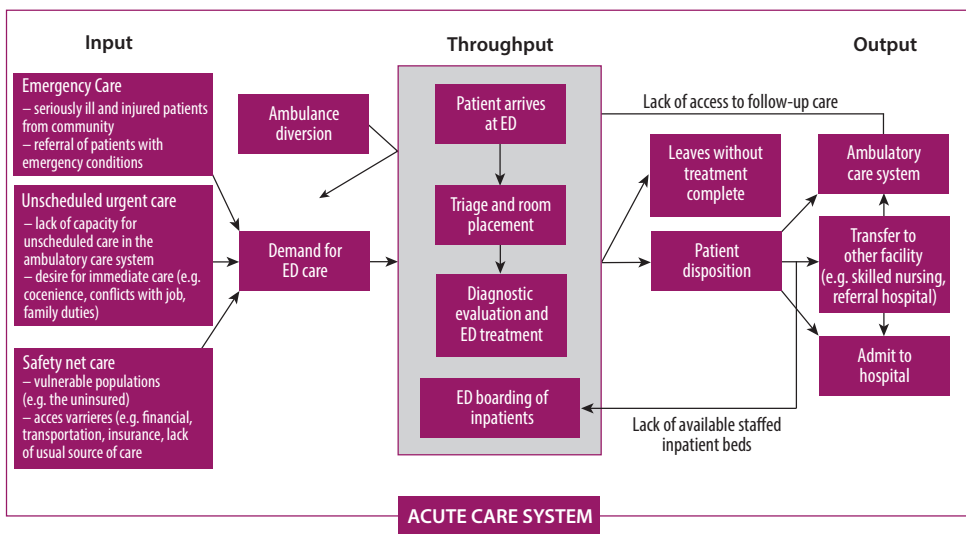 Input
Throughput
Output
Emergency Care
– seriously ill and injured patients
from community
– referral of patients with
emergency conditions
Unscheduled urgent care
– lack of capacity for
unscheduled care in the
ambulatory care system
– desire for immediate care (e.g.
cocenience, conflicts with job,
family duties)
Safety net care
– vulnerable populations
(e.g. the uninsured)
– acces varrieres (e.g. financial,
transportation, insurance, lack
of usual source of care
Ambulance
diversion
Demand for
ED care
Patient arrives
at ED
Triage and room
placement
Diagnostic
evaluation and
ED treatment
ED boarding of
inpatients
Lack of access to follow-up care
Leaves without
treatment
complete
Patient
disposition
Ambulatory
care system
Transfer to
other facility
(e.g. skilled nursing,
referral hospital)
Admit to
hospital
Lack of available staffed
inpatient beds
ACUTE CARE SYSTEM